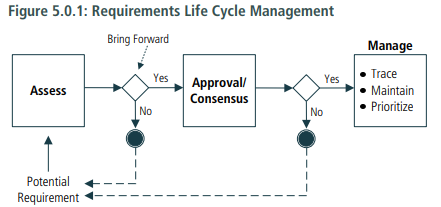 Figure 5.0.1: Requirements Life Cycle Management
Bring Forward
Manage
Assess
Yes
Approval/
Consensus
Yes
• Trace
• Maintain
• Prioritize
No
No
Potential
Requirement